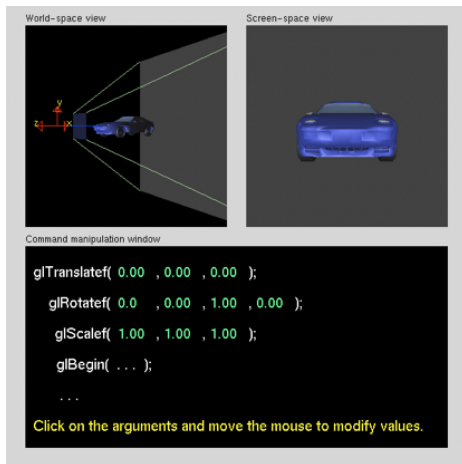 World-space view
Screen-space view
y
z x
Command manipulation window
glTranslatef( 0.00 , 0.00 , 0.00 );
glRotatef( 0.0 , 0.00 , 1.00 , 0.00 );
glScalef( 1.00 , 1.00 , 1.00 );
glBegin( . . . );
. . .
Click on the arguments and move the mouse to modify values.